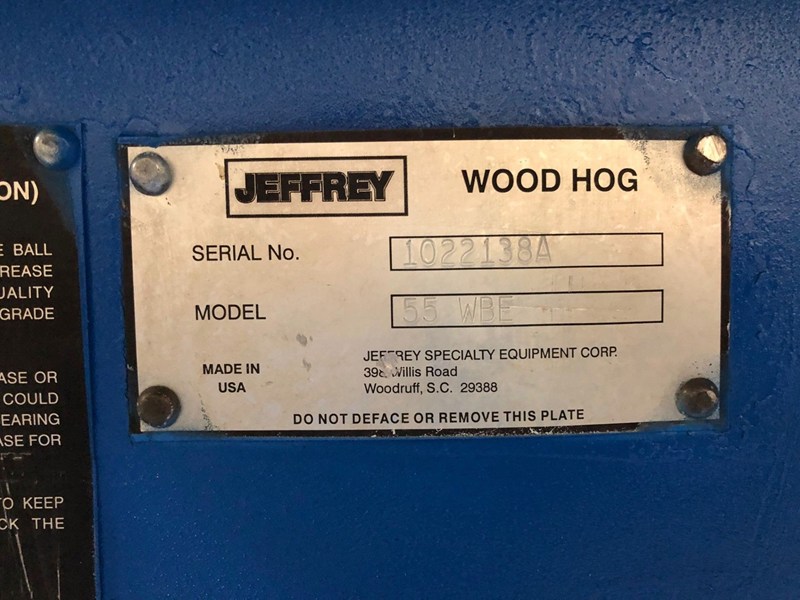 JEFFREY WOOD HOG
SERIAL No. 1022138A
MODEL 55 WBE
MADE IN
USA
JEFFREY SPECIALTY EQUIPMENT CORP.
Willis Road
Woodruff, S.C. 29388
DO NOT DEFACE OR REMOVE THIS PLATE
ON)
E BALL
REASE
UALITY
GRADE
ASE OR
COULD
EARING
ASE FOR
TO KEEP
CK THE